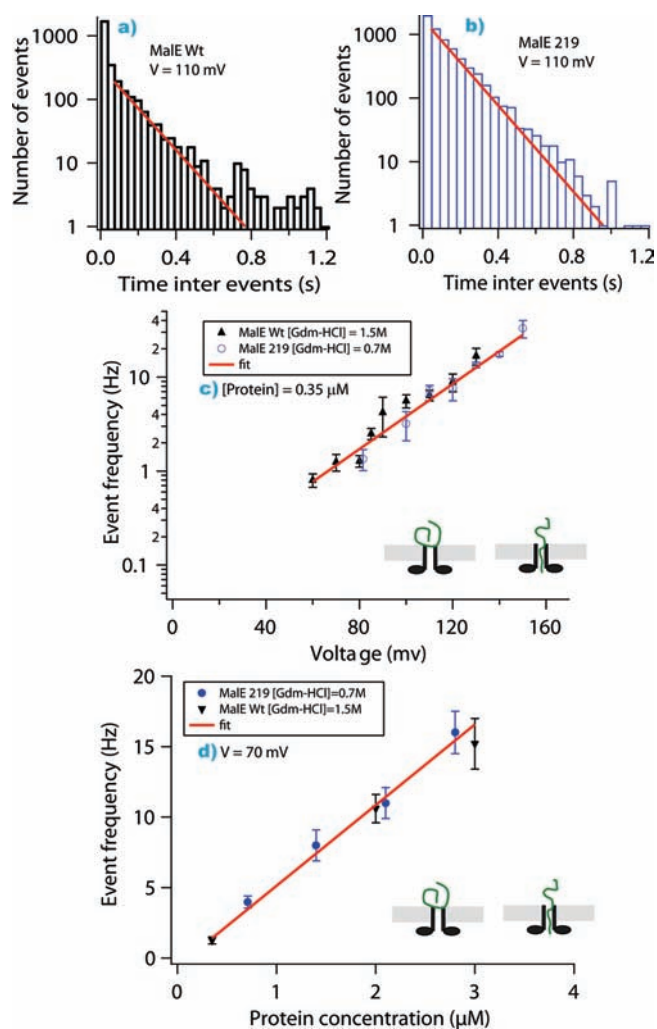 a)
MalE Wt
V = 110 mV
Number of events
1000
100
10
1
0.0 0.4 0.8 1.2
Time inter events (s)
b)
MalE 219
V = 110 mV
Number of events
1000
100
10
1
0.0 0.4 0.8 1.2
Time inter events (s)
MalE Wt [Gdm-HCl] = 1.5M
MalE 219 [Gdm-HCl] = 0.7M
fit
c) [Protein] = 0.35 μM
Event frequency (Hz)
4
2
10
4
2
1
4
2
0.1
0 40 80 120 160
Voltage (mv)
MalE 219 [Gdm-HCl]=0.7M
MalE Wt [Gdm-HCl]=1.5M
fit
d) V = 70 mV
Event frequency (Hz)
20
15
10
5
0
0 1 2 3 4
Protein concentration (μM)